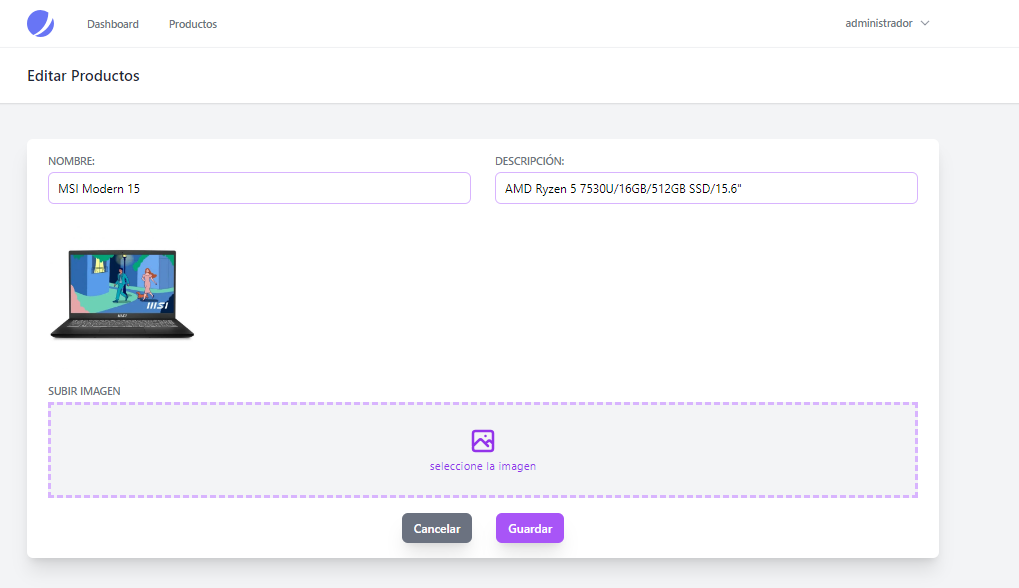 Dashboard
Productos
administrador
Editar Productos
NOMBRE:
DESCRIPCIÓN:
MSI Modern 15
AMD Ryzen 5 7530U/16GB/512GB SSD/15.6"
msi
msi
SUBIR IMAGEN
seleccione la imagen
Cancelar
Guardar